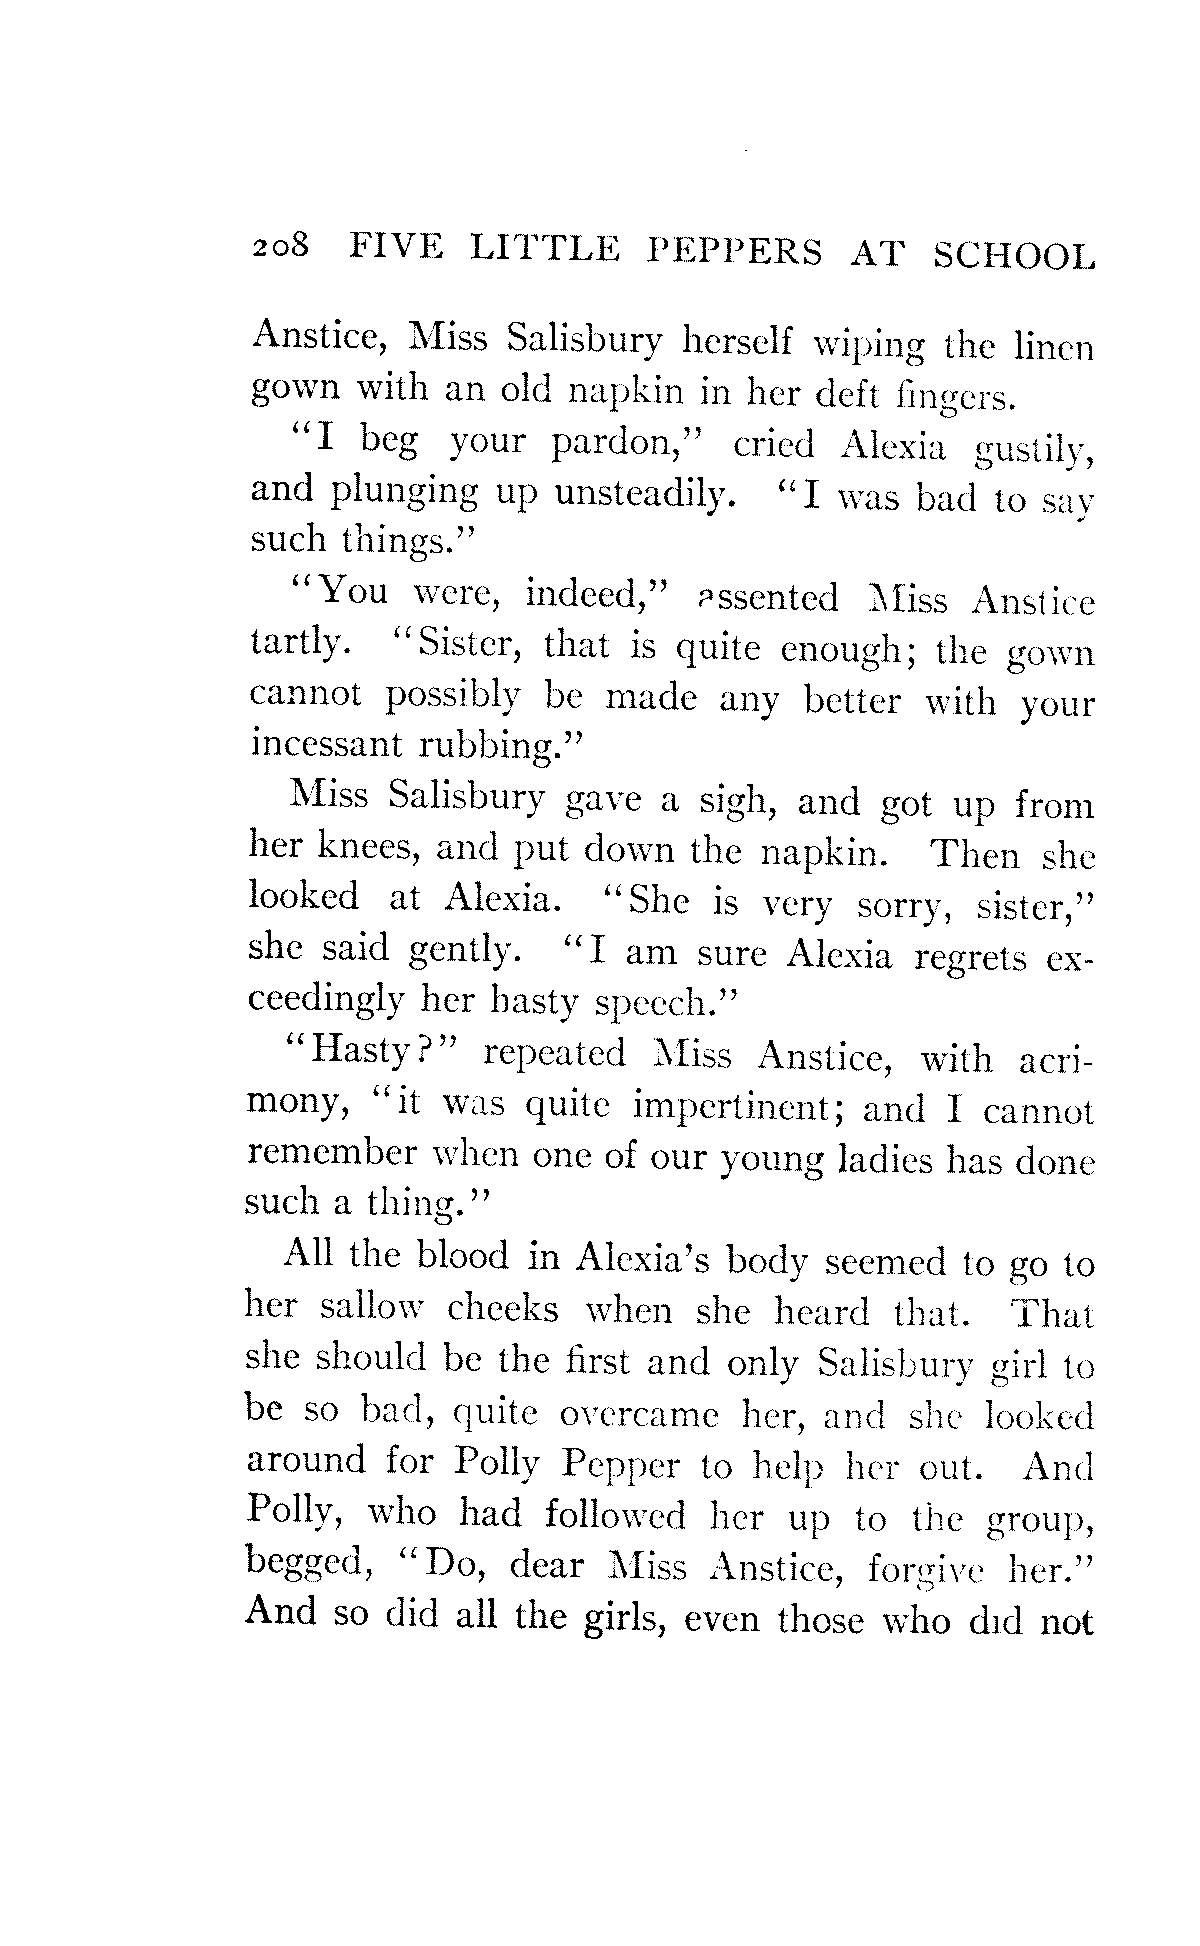 208 FIVE LITTLE PEPPERS AT SCHOOL
Anstice, Miss Salisbury herself wiping the linen
gown with an old napkin in her deft fingers.
"I beg your pardon," cried Alexia gustily,
and plunging up unsteadily. "I was bad to say
such things."
"You were, indeed," assented Miss Anstice
tartly. "Sister, that is quite enough; the gown
cannot possibly be made any better with your
incessant rubbing."
Miss Salisbury gave a sigh, and got up from
her knees, and put down the napkin. Then she
looked at Alexia. "She is very sorry, sister,"
she said gently. "I am sure Alexia regrets ex-
ceedingly her hasty speech."
"Hasty?" repeated Miss Anstice, with acri-
mony, "it was quite impertinent; and I cannot
remember when one of our young ladies has done
such a thing."
All the blood in Alexia's body seemed to go to
her sallow cheeks when she heard that. That
she should be the first and only Salisbury girl to
be so bad, quite overcame her, and she looked
around for Polly Pepper to help her out. And
Polly, who had followed her up to the group,
begged, "Do, dear Miss Anstice, forgive her."
And so did all the girls, even those who did not